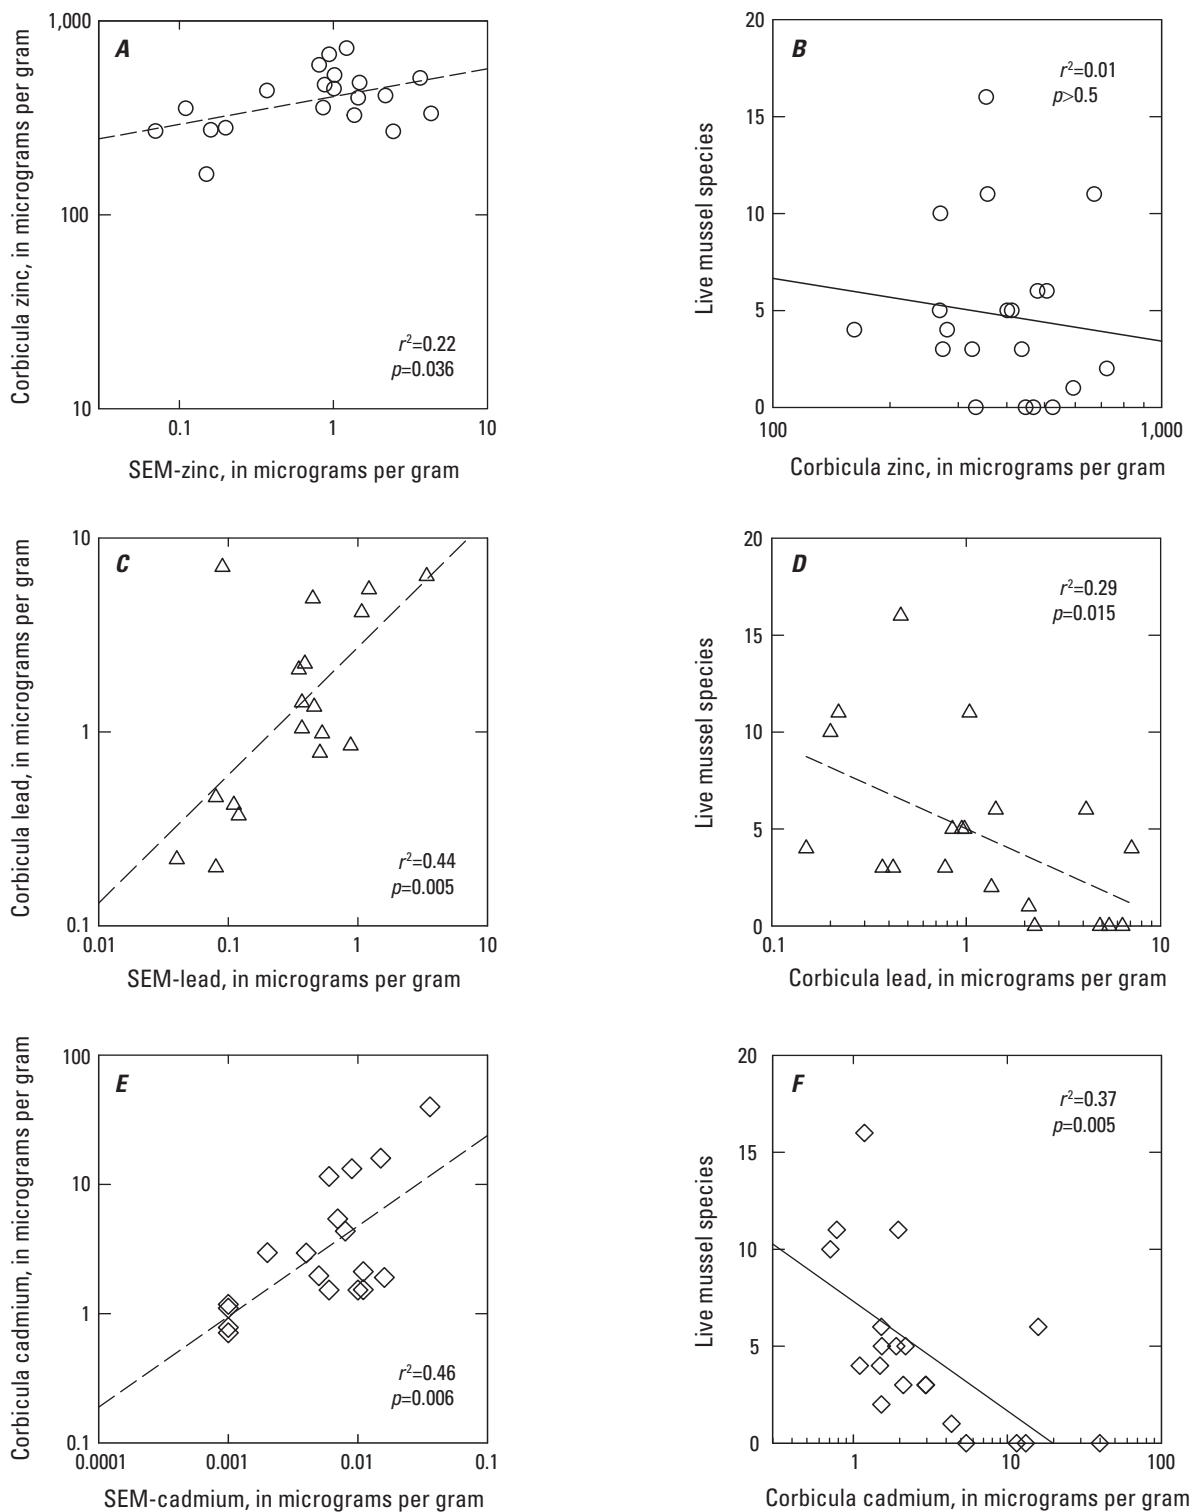 A
1,000
100
10
0.1
1
10
r²=0.22
p=0.036
Corbicula zinc, in micrograms per gram
SEM-zinc, in micrograms per gram
B
20
15
10
5
0
100
1,000
r²=0.01
p>0.5
Live mussel species
Corbicula zinc, in micrograms per gram
C
10
1
0.1
0.01
0.1
1
10
r²=0.44
p=0.005
Corbicula lead, in micrograms per gram
SEM-lead, in micrograms per gram
D
20
15
10
5
0
0.1
1
10
r²=0.29
p=0.015
Live mussel species
Corbicula lead, in micrograms per gram
E
100
10
1
0.1
0.0001
0.001
0.01
0.1
r²=0.46
p=0.006
Corbicula cadmium, in micrograms per gram
SEM-cadmium, in micrograms per gram
F
20
15
10
5
0
1
10
100
r²=0.37
p=0.005
Live mussel species
Corbicula cadmium, in micrograms per gram